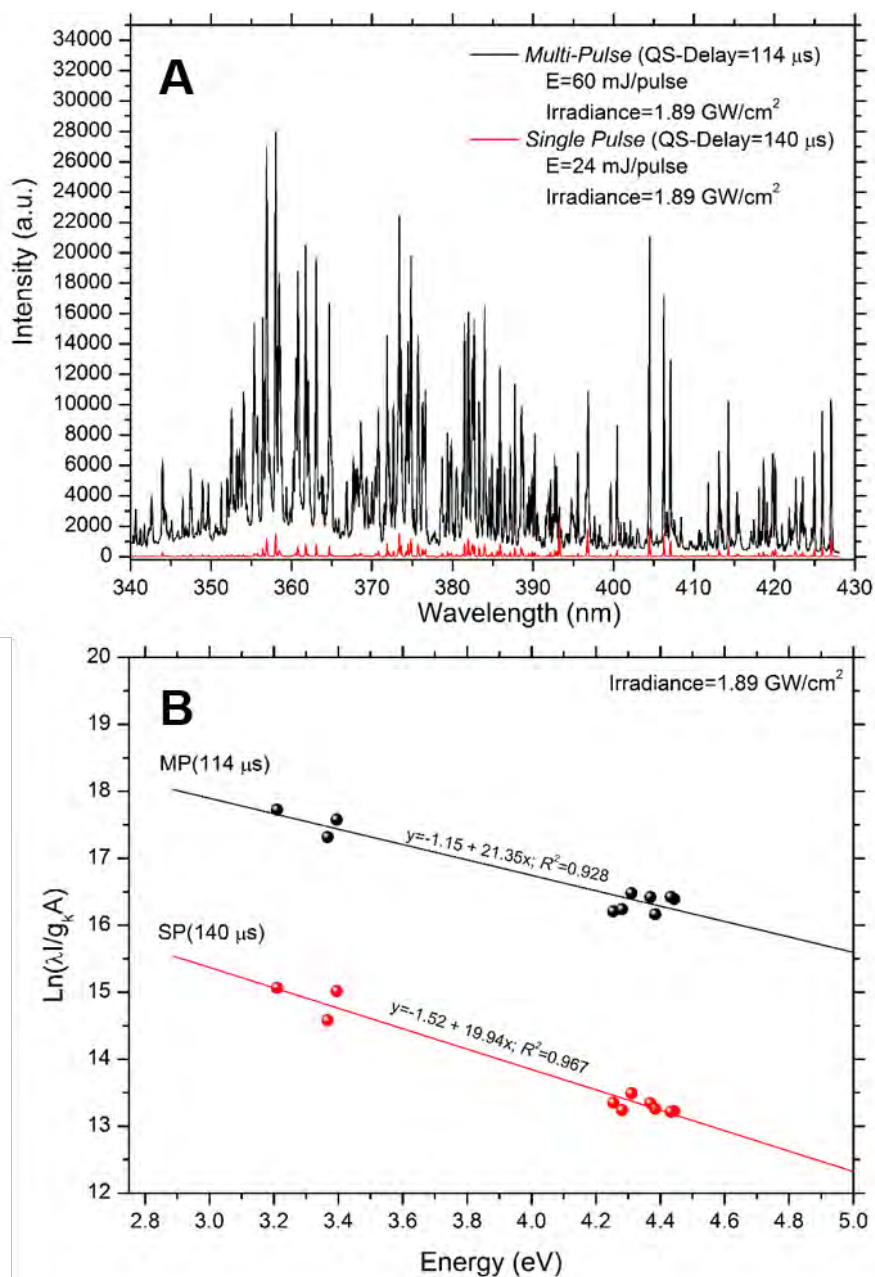 A
Multi-Pulse (QS-Delay=114 μs)
E=60 mJ/pulse
Irradiance=1.89 GW/cm²
Single Pulse (QS-Delay=140 μs)
E=24 mJ/pulse
Irradiance=1.89 GW/cm²
34000
32000
30000
28000
26000
24000
22000
20000
18000
16000
14000
12000
10000
8000
6000
4000
2000
0
Intensity (a.u.)
340 350 360 370 380 390 400 410 420 430
Wavelength (nm)
B
Irradiance=1.89 GW/cm²
20
19
18
17
16
15
14
13
12
Ln(λI/gₖA)
MP(114 μs)
y=-1.15 + 21.35x; R²=0.928
SP(140 μs)
y=-1.52 + 19.94x; R²=0.967
2.8 3.0 3.2 3.4 3.6 3.8 4.0 4.2 4.4 4.6 4.8 5.0
Energy (eV)